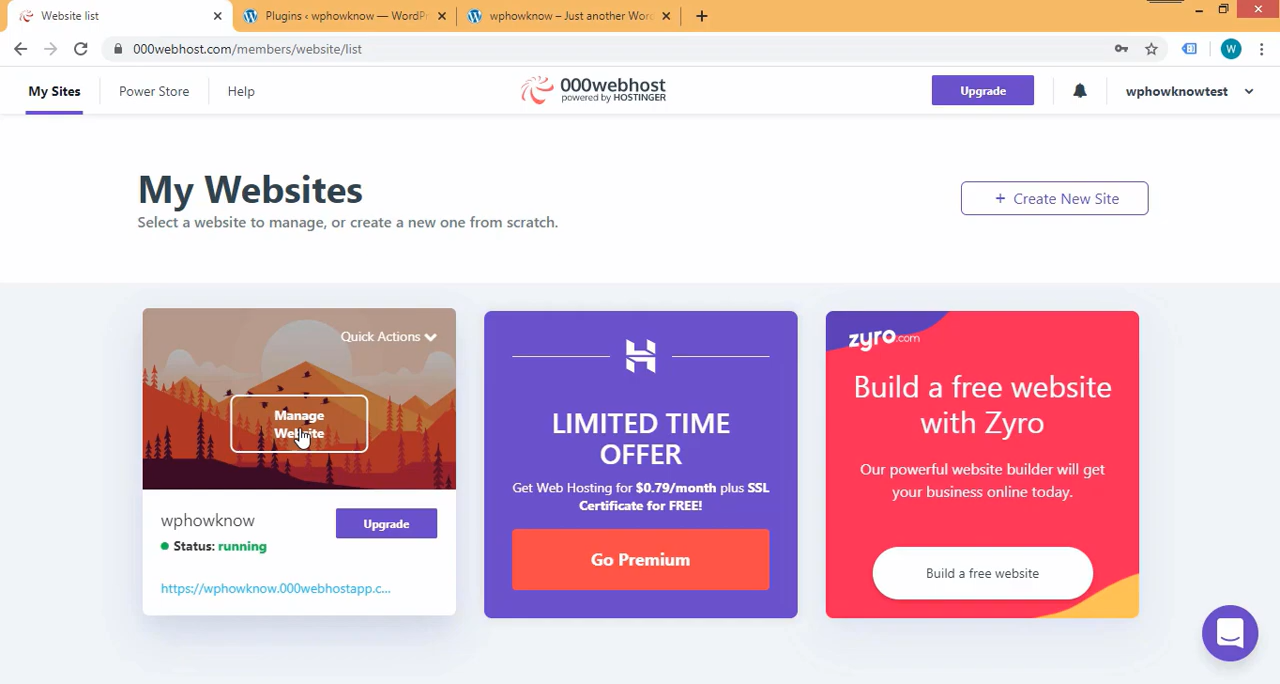 Website list
Plugins ‹ wphowknow — WordPr
wphowknow – Just another Word
000webhost.com/members/website/list
W
My Sites
Power Store
Help
000webhost
powered by HOSTINGER
Upgrade
wphowknowtest
My Websites
Select a website to manage, or create a new one from scratch.
+ Create New Site
Quick Actions
Manage
Website
wphowknow
Upgrade
Status: running
https://wphowknow.000webhostapp.c...
LIMITED TIME
OFFER
Get Web Hosting for $0.79/month plus SSL
Certificate for FREE!
Go Premium
zyro.com
Build a free website
with Zyro
Our powerful website builder will get
your business online today.
Build a free website